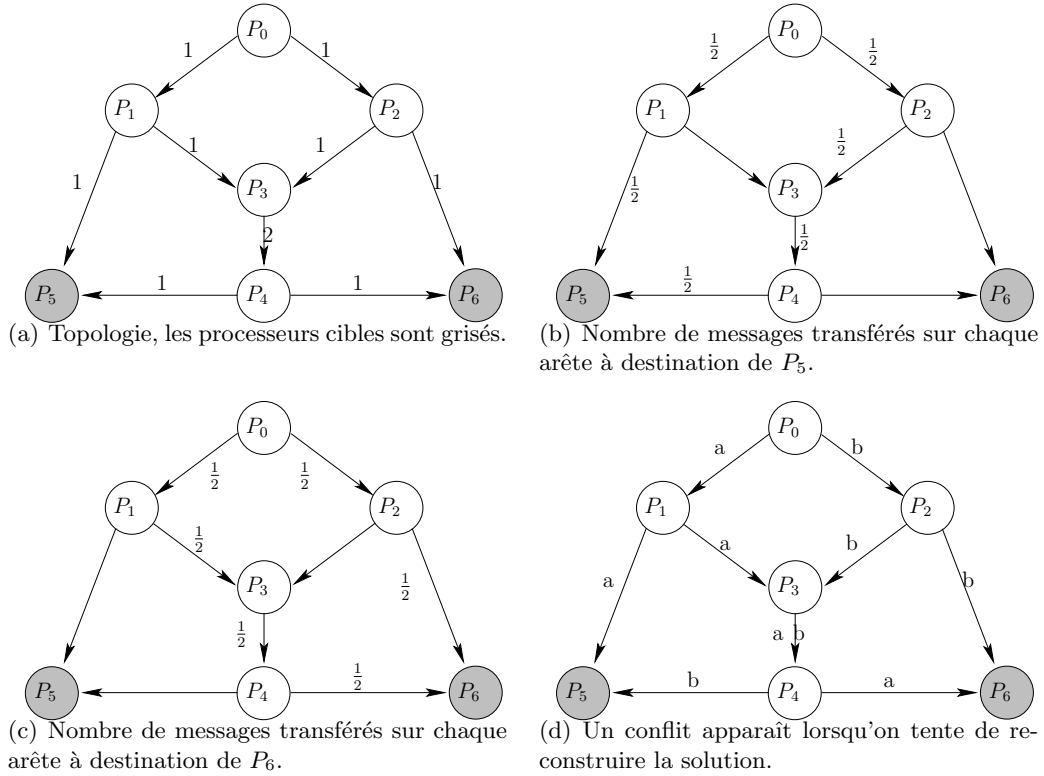 P0
1 1
P1 P2
1 1
P3
1 2 1
P5 1 P4 1 P6
(a) Topologie, les processeurs cibles sont grisés.
P0
1/2 1/2
P1 P2
1/2
P3
1/2 1/2
P5 1/2 P4 P6
(b) Nombre de messages transférés sur chaque
arête à destination de P5.
P0
1/2 1/2
P1 P2
1/2
P3
1/2 1/2
P5 P4 1/2 P6
(c) Nombre de messages transférés sur chaque
arête à destination de P6.
P0
a b
P1 P2
a b
P3
a b
a b
P5 b P4 a P6
(d) Un conflit apparaît lorsqu'on tente de re-
construire la solution.